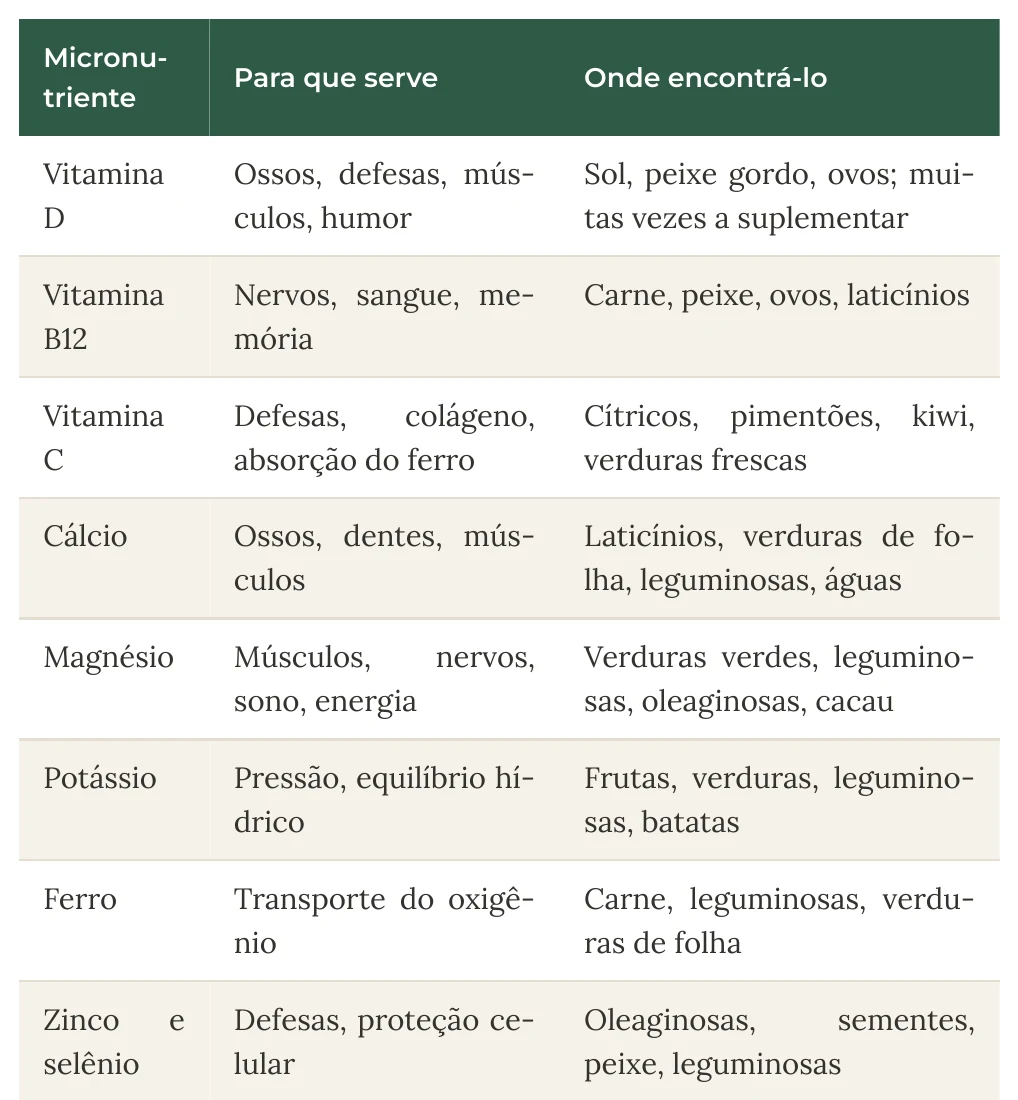 Micronu-
triente
Para que serve
Onde encontrá-lo
Vitamina
D
Ossos, defesas, mús-
culos, humor
Sol, peixe gordo, ovos; mui-
tas vezes a suplementar
Vitamina
B12
Nervos, sangue, me-
mória
Carne, peixe, ovos, laticínios
Vitamina
C
Defesas, colágeno,
absorção do ferro
Cítricos, pimentões, kiwi,
verduras frescas
Cálcio
Ossos, dentes, mús-
culos
Laticínios, verduras de fo-
lha, leguminosas, águas
Magnésio
Músculos, nervos,
sono, energia
Verduras verdes, legumino-
sas, oleaginosas, cacau
Potássio
Pressão, equilíbrio hí-
drico
Frutas, verduras, legumino-
sas, batatas
Ferro
Transporte do oxigê-
nio
Carne, leguminosas, verdu-
ras de folha
Zinco e
selênio
Defesas, proteção ce-
lular
Oleaginosas, sementes,
peixe, leguminosas